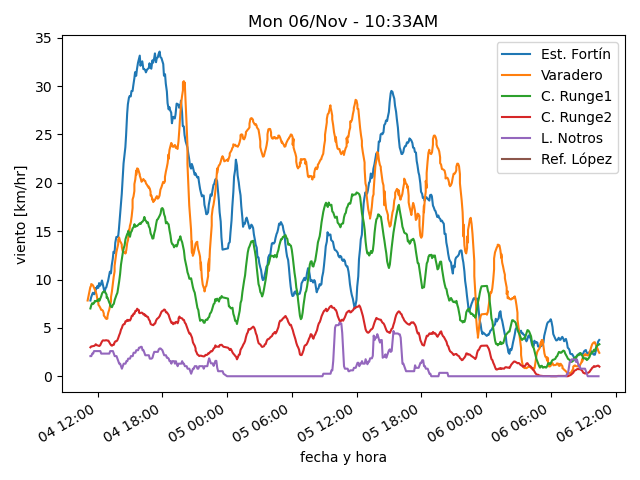 Mon 06/Nov - 10:33AM
viento [km/hr]
35
30
25
20
15
10
5
0
Est. Fortín
Varadero
C. Runge1
C. Runge2
L. Notros
Ref. López
04 12:00
04 18:00
05 00:00
05 06:00
05 12:00
05 18:00
06 00:00
06 06:00
06 12:00
fecha y hora